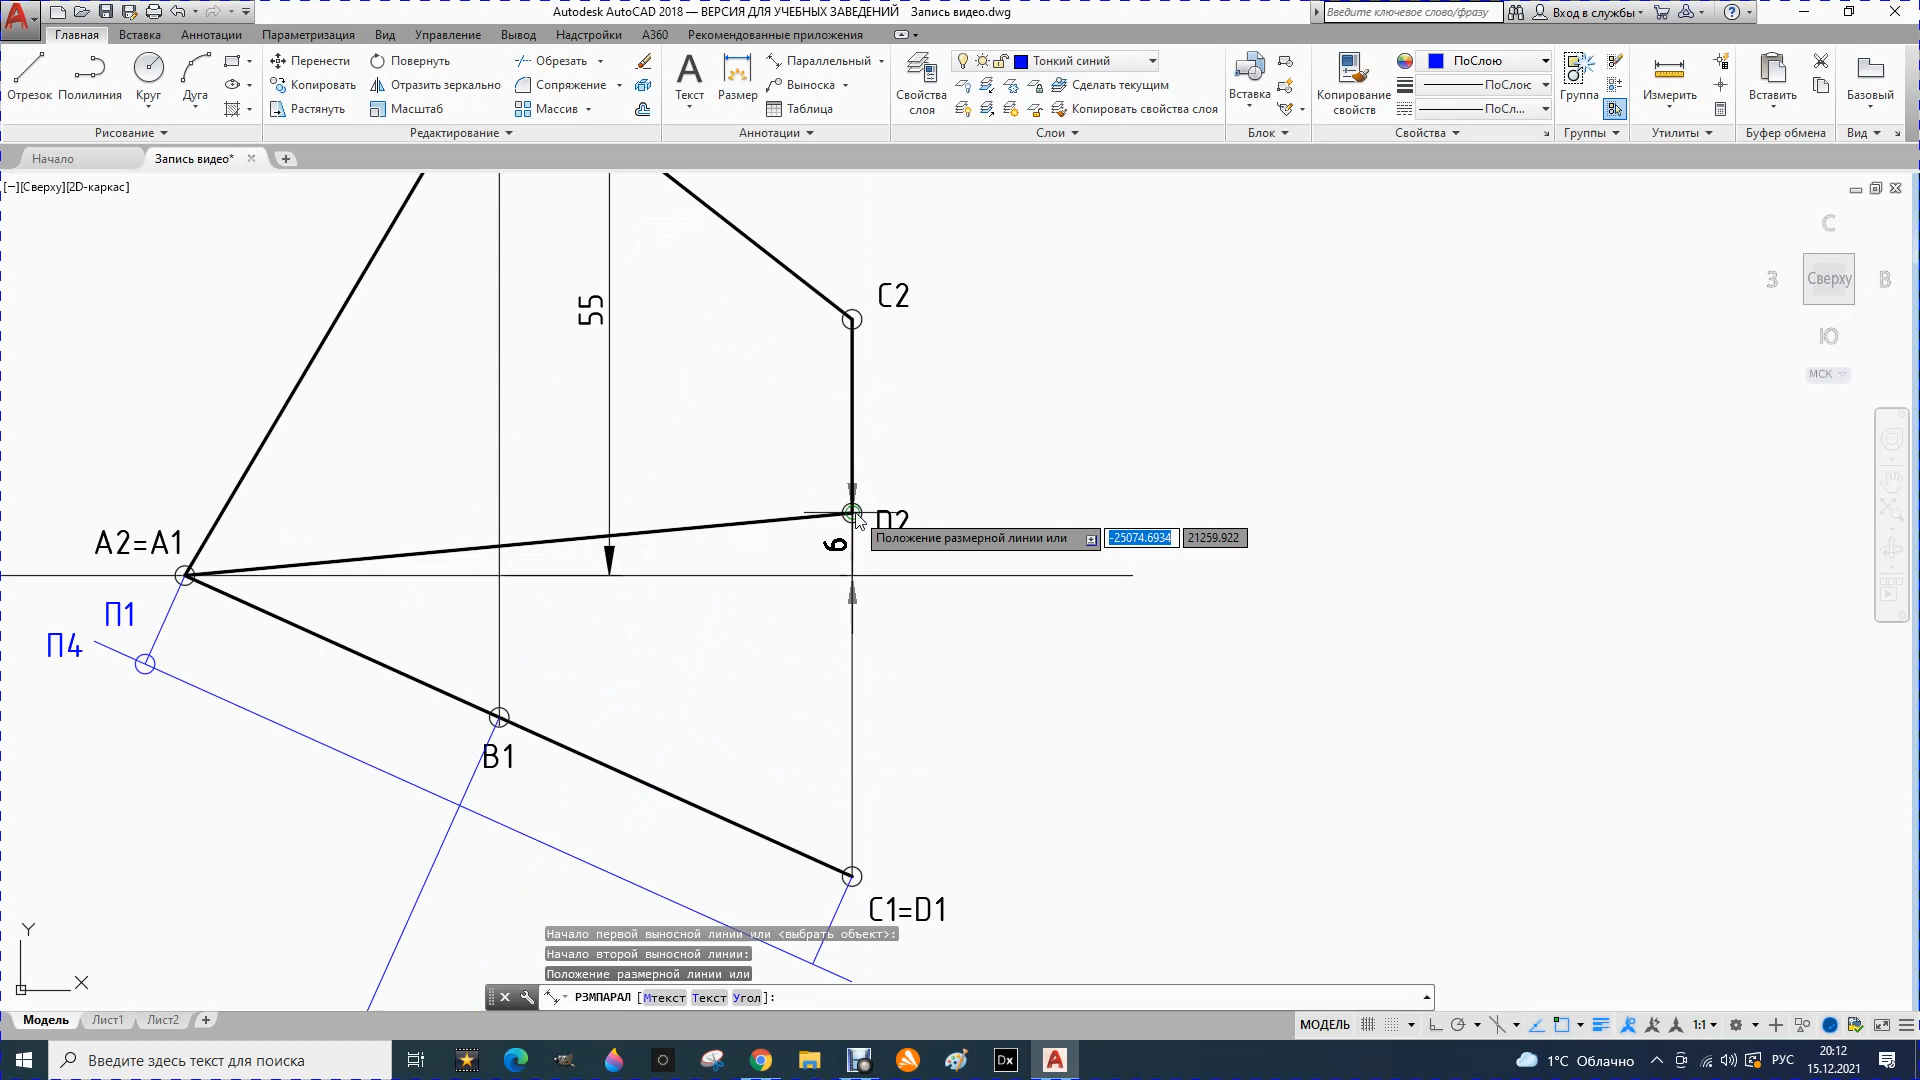 Autodesk AutoCAD 2018 — ВЕРСИЯ ДЛЯ УЧЕБНЫХ ЗАВЕДЕНИЙ Запись видео.dwg
Введите ключевое слово/фразу
Вход в службы
Главная Вставка Аннотации Параметризация Вид Управление Вывод Надстройки A360 Рекомендованные приложения
Отрезок Полилиния Круг Дуга
Перенести Повернуть Обрезать
Копировать Отразить зеркально Сопряжение
Растянуть Масштаб Массив
Текст Размер
Параллельный
Выноска
Таблица
Свойства слоя
Тонкий синий
Сделать текущим
Копировать свойства слоя
Вставка
Копирование свойств
ПоСлою
ПоСлою
ПоСл...
Группа
Измерить
Вставить
Базовый
Рисование Редактирование Аннотации Слои Блок Свойства Группы Утилиты Буфер обмена Вид
Начало Запись видео*
[−][Сверху][2D-каркас]
С
З Сверху В
Ю
МСК
55
C2
D2
6
Положение размерной линии или -25074.6934 21259.922
A2=A1
П1
П4
B1
C1=D1
Y
X
Начало первой выносной линии или <выбрать объект>:
Начало второй выносной линии:
Положение размерной линии или
РЗМПАРАЛ [Мтекст Текст Угол]:
Модель Лист1 Лист2
МОДЕЛЬ 1:1
Введите здесь текст для поиска
Dx
1°C Облачно
РУС
20:12
15.12.2021